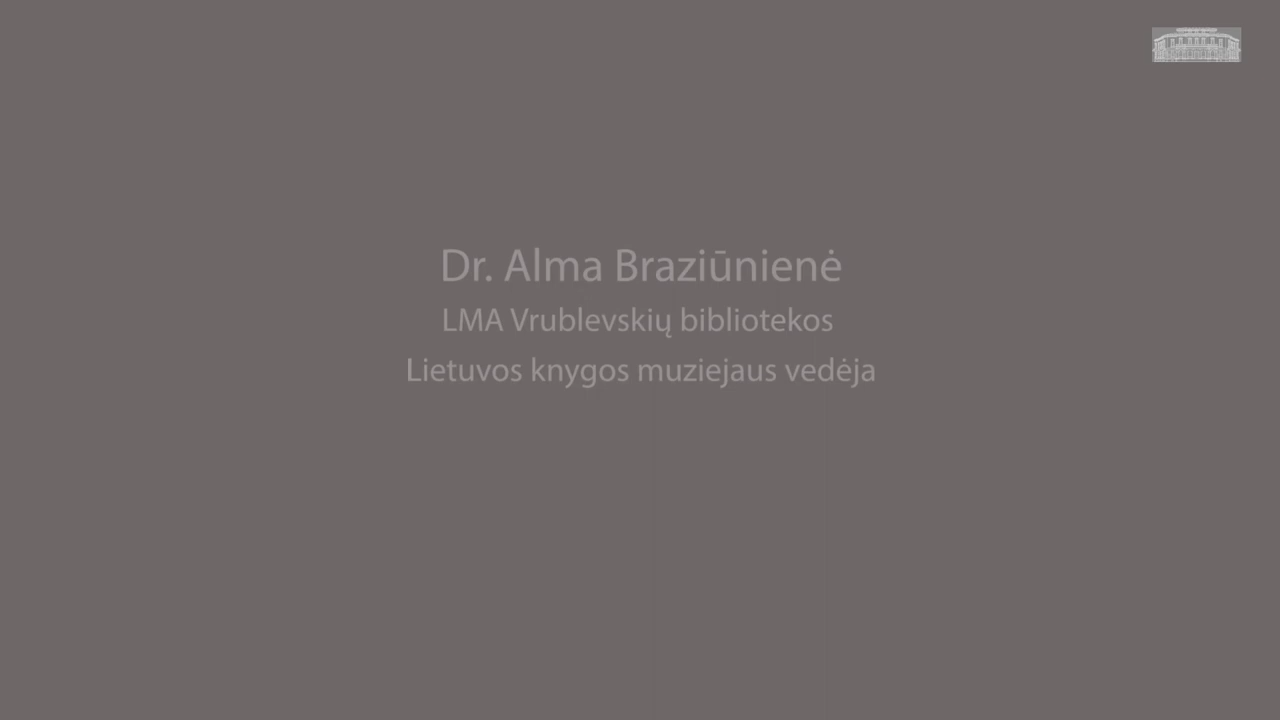 Dr. Alma Braziūnienė
LMA Vrublevskių bibliotekos
Lietuvos knygos muziejaus vedėja